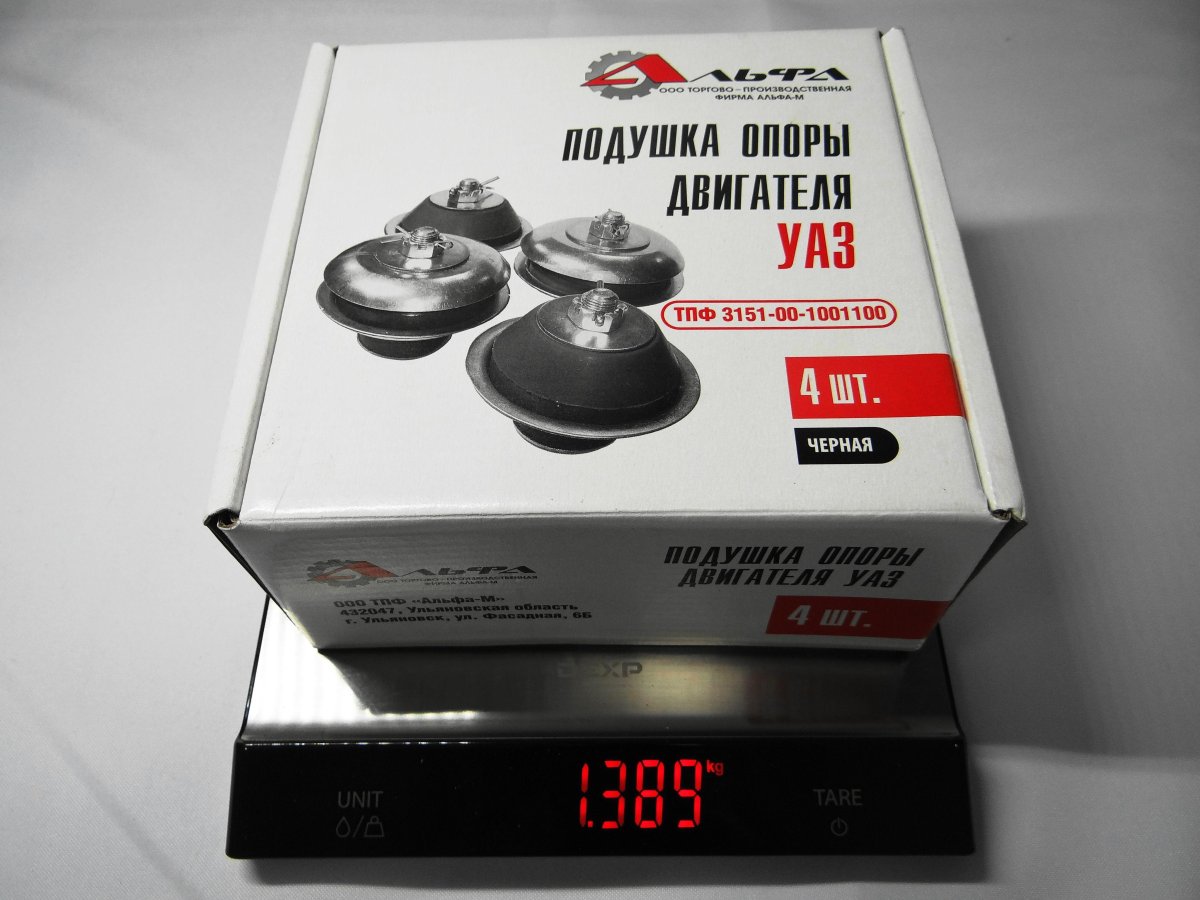 АЛЬФА
ООО ТОРГОВО - ПРОИЗВОДСТВЕННАЯ
ФИРМА АЛЬФА-М
ПОДУШКА ОПОРЫ
ДВИГАТЕЛЯ
УАЗ
ТПФ 3151-00-1001100
4 ШТ.
ЧЕРНАЯ
АЛЬФА
ООО ТОРГОВО - ПРОИЗВОДСТВЕННАЯ
ФИРМА АЛЬФА-М
ООО ТПФ «Альфа-М»
432047, Ульяновская область
г. Ульяновск, ул. Фасадная, 6Б
ПОДУШКА ОПОРЫ
ДВИГАТЕЛЯ УАЗ
4 ШТ.
DEXP
1.389 kg
UNIT
TARE